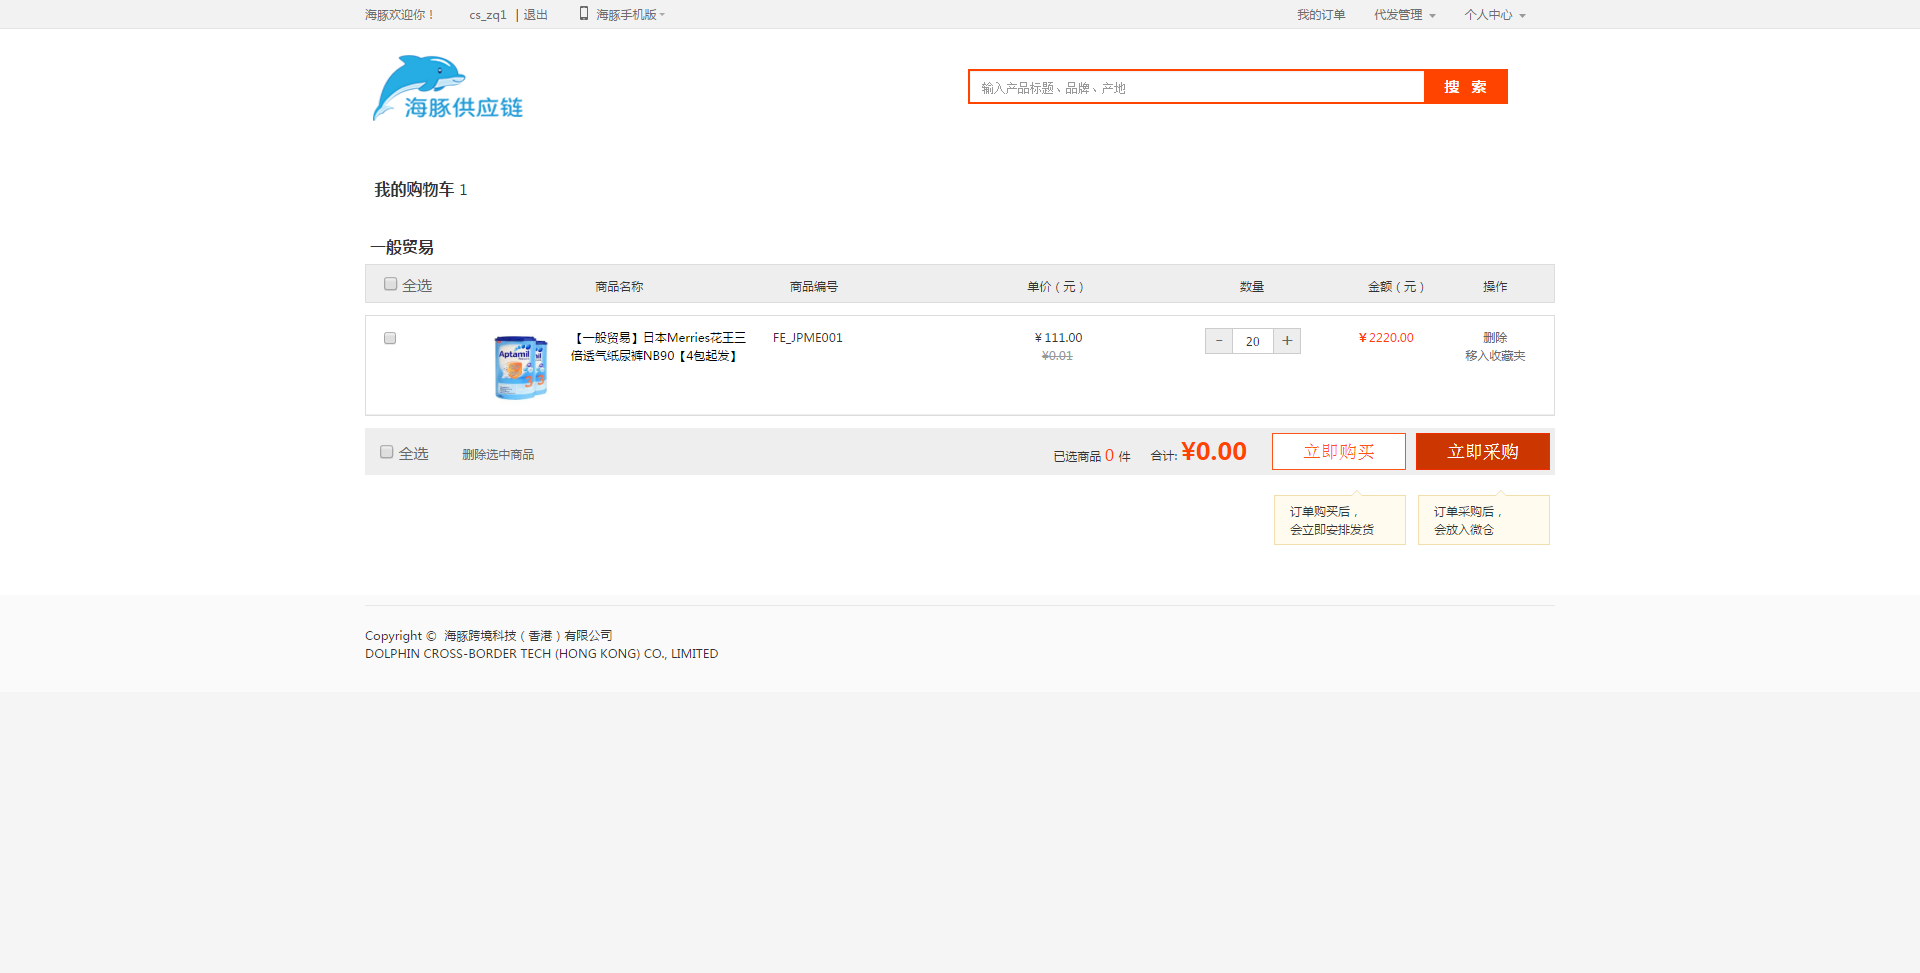 海豚欢迎你！ cs_zq1 | 退出 海豚手机版 我的订单 代发管理 个人中心
海豚供应链
输入产品标题、品牌、产地 搜 索
我的购物车 1
一般贸易
全选 商品名称 商品编号 单价（元） 数量 金额（元） 操作
【一般贸易】日本Merries花王三 FE_JPME001 ¥111.00 - 20 + ¥2220.00 删除
倍透气纸尿裤NB90【4包起发】 ¥0.01 移入收藏夹
Aptamil
全选 删除选中商品 已选商品 0 件 合计: ¥0.00 立即购买 立即采购
订单购买后，
会立即安排发货
订单采购后，
会放入微仓
Copyright © 海豚跨境科技（香港）有限公司
DOLPHIN CROSS-BORDER TECH (HONG KONG) CO., LIMITED